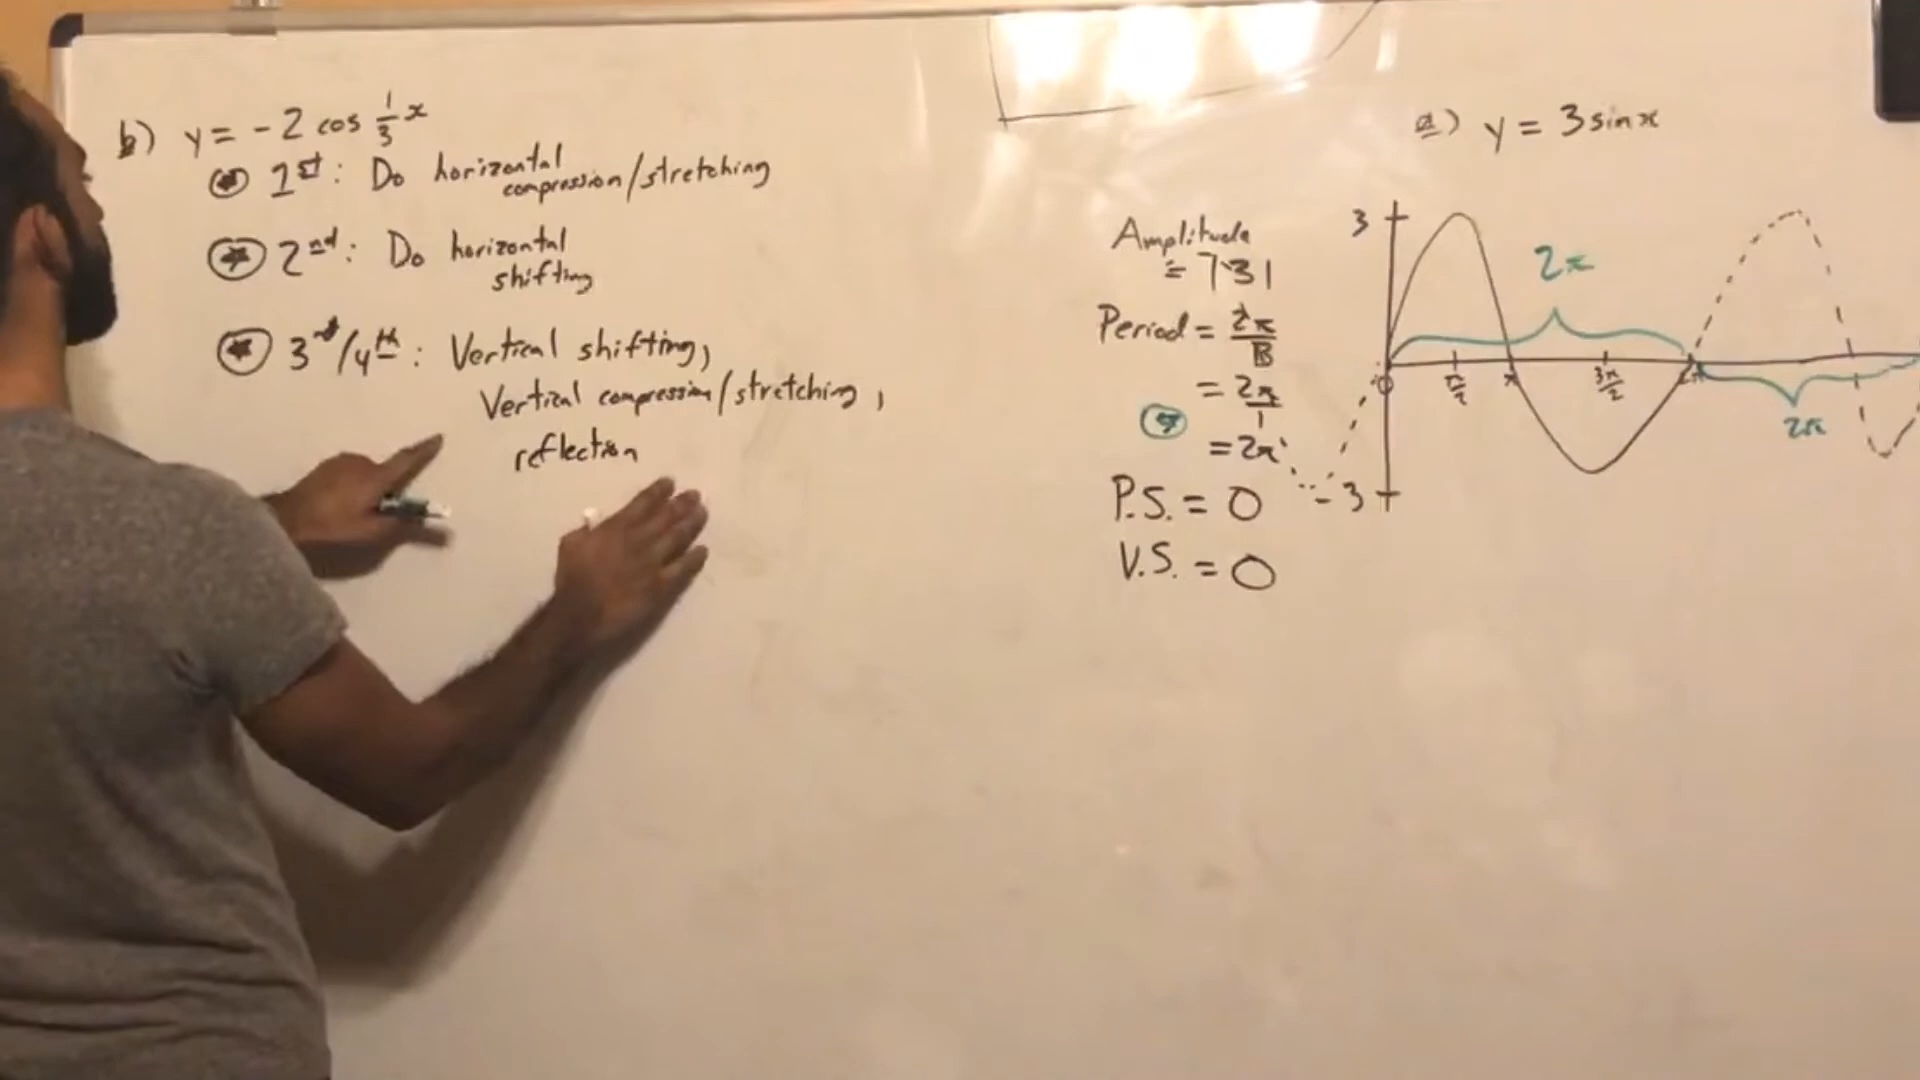 b) y = -2 cos 1/3 x
1st: Do horizontal
compression/stretching
2nd: Do horizontal
shifting
3rd/4th: Vertical shifting,
Vertical compression/stretching,
reflection
a) y = 3 sin x
Amplitude
= 
Period = 2π/B
= 2π/1
= 2π
P.S. = 0
V.S. = 0
3
2π
0
π/2
π
3π/2
2π
2π
-3